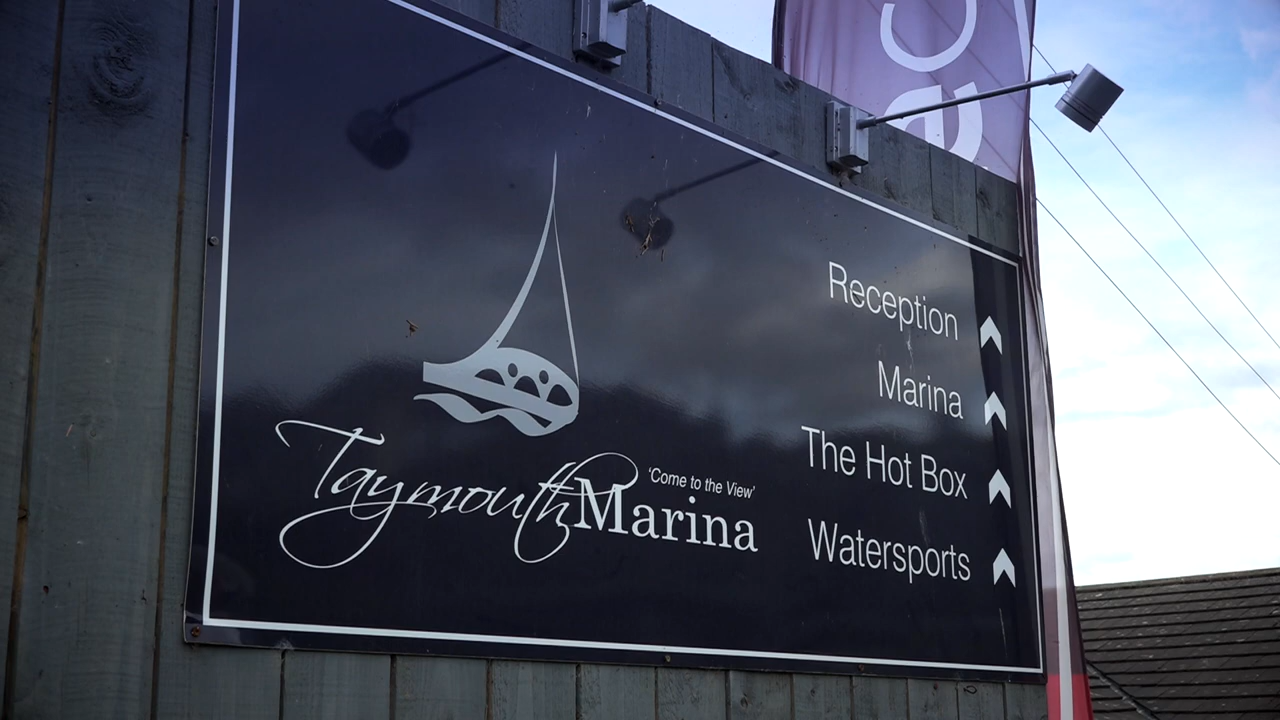 Taymouth Marina
'Come to the View'
Reception
Marina
The Hot Box
Watersports